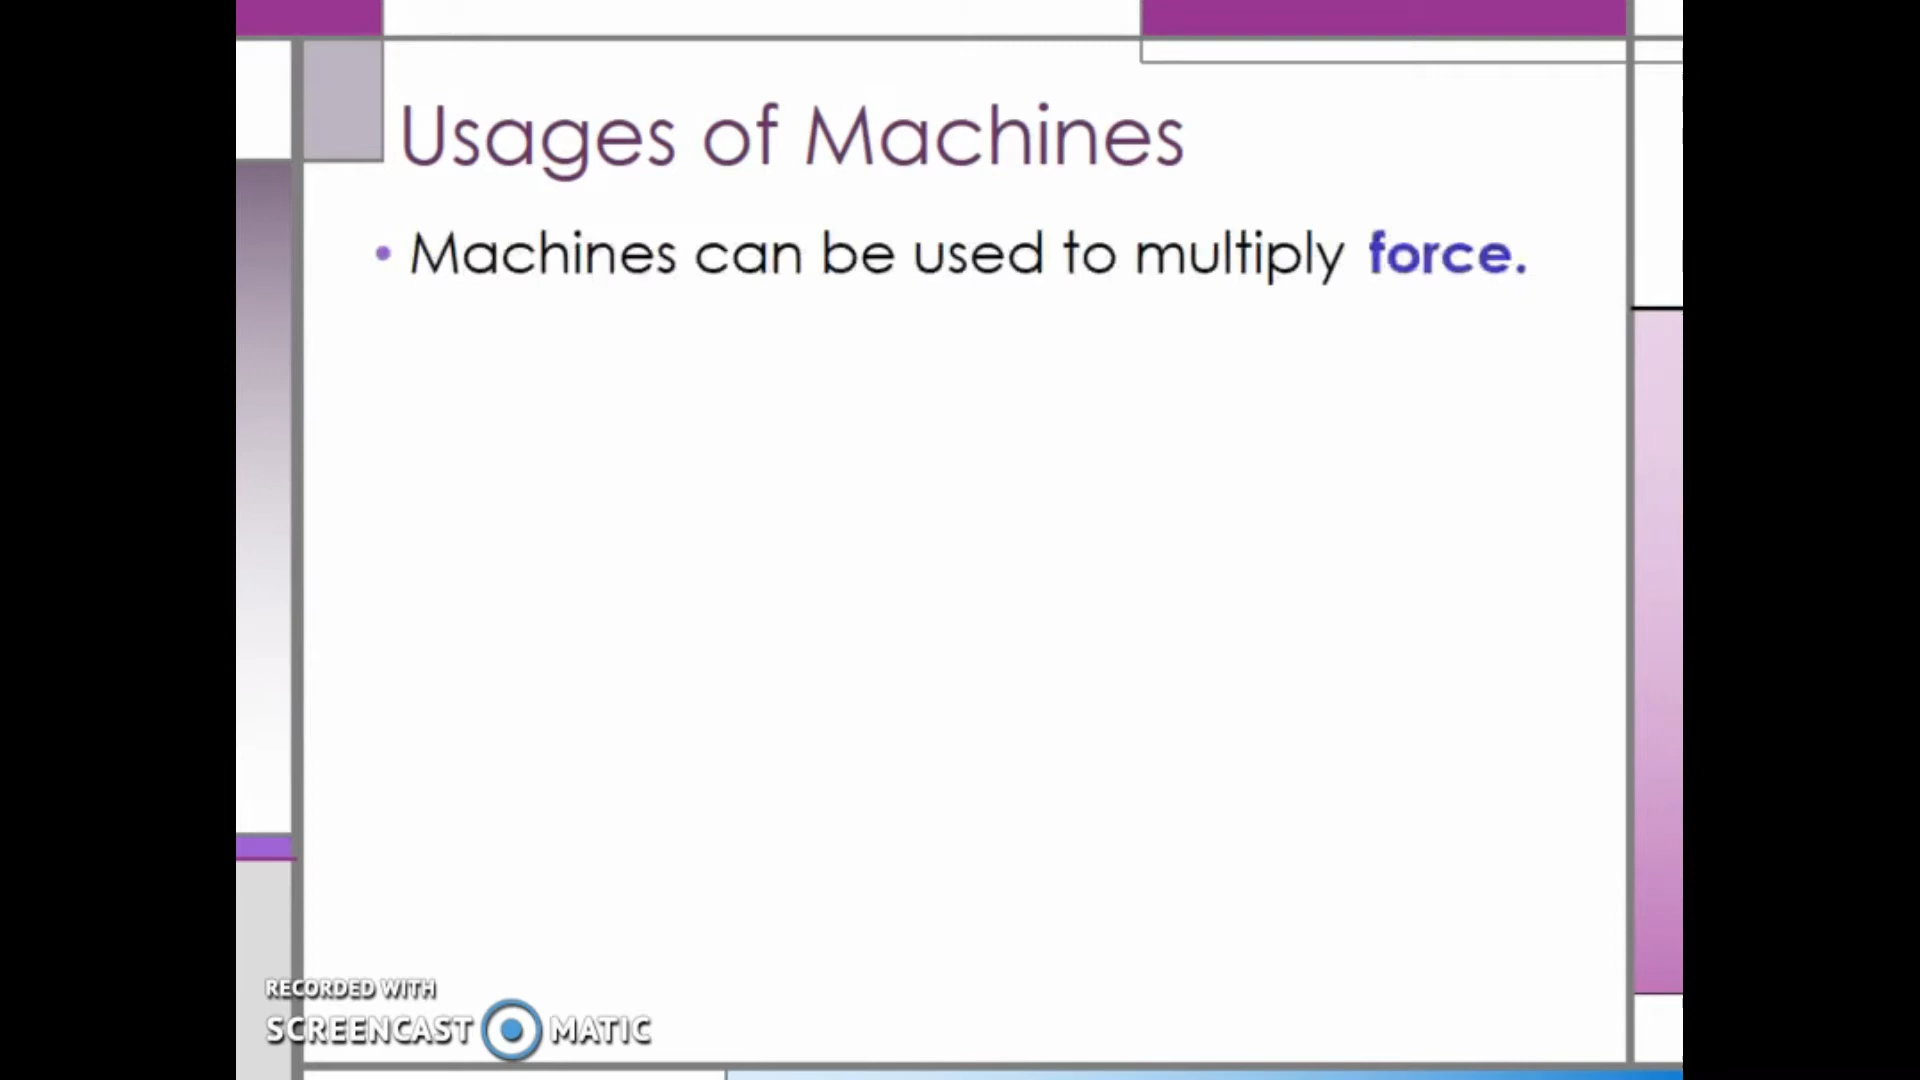 Usages of Machines
• Machines can be used to multiply force.
RECORDED WITH
SCREENCAST MATIC